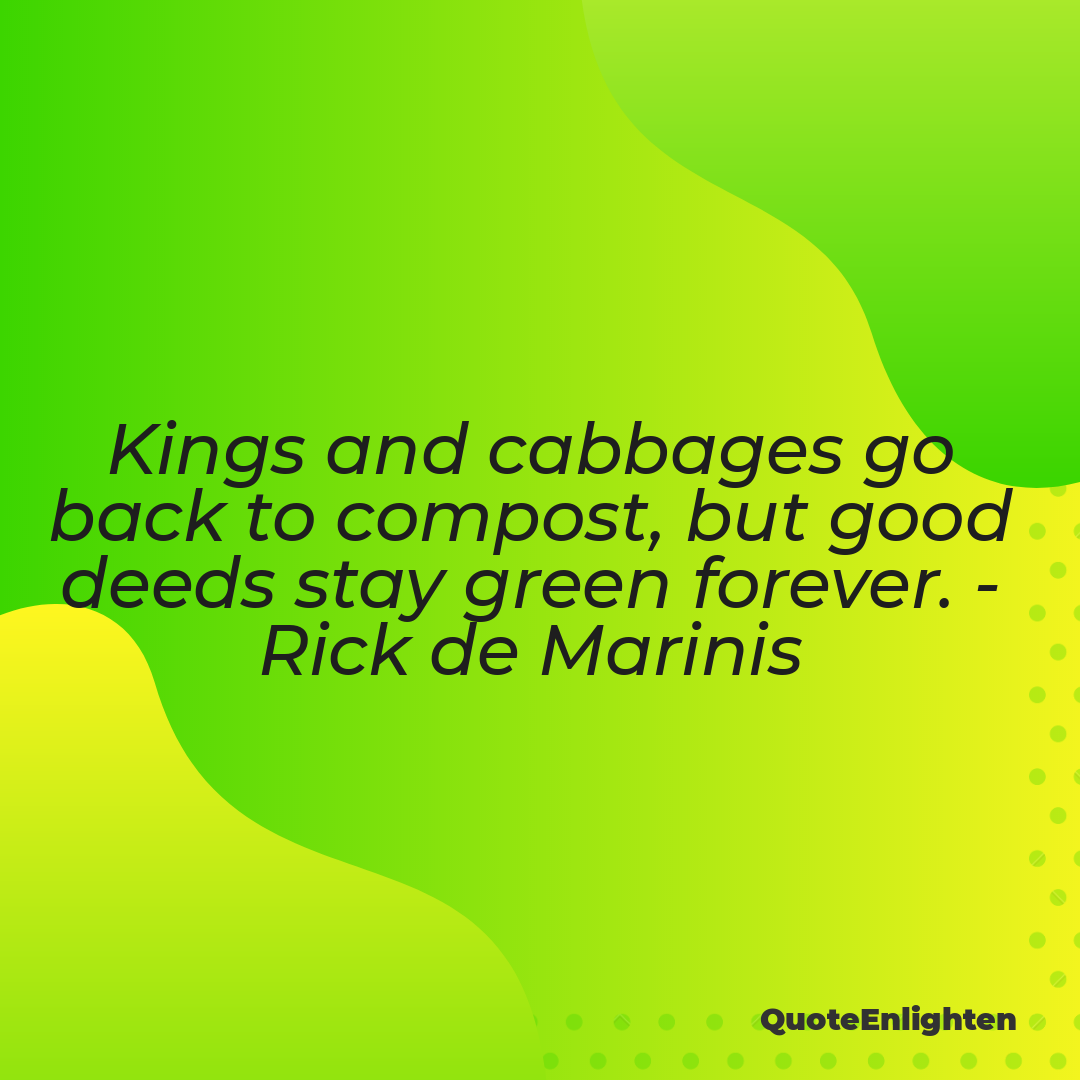 Kings and cabbages go
back to compost, but good
deeds stay green forever. -
Rick de Marinis
QuoteEnlighten